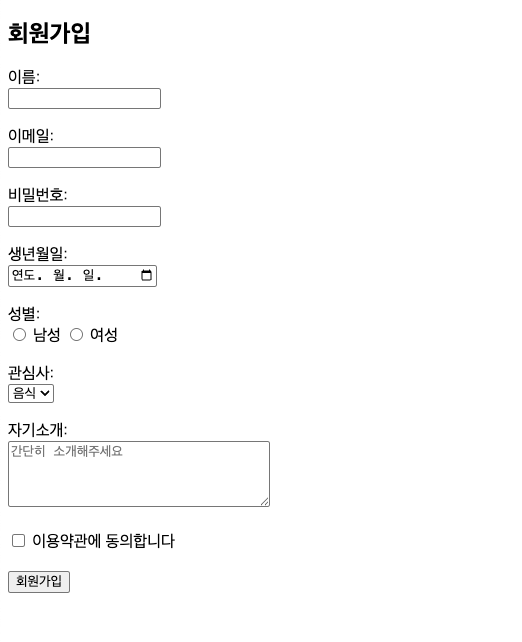 회원가입
이름:
이메일:
비밀번호:
생년월일:
연도. 월. 일.
성별:
남성 여성
관심사:
음식
자기소개:
간단히 소개해주세요
이용약관에 동의합니다
회원가입